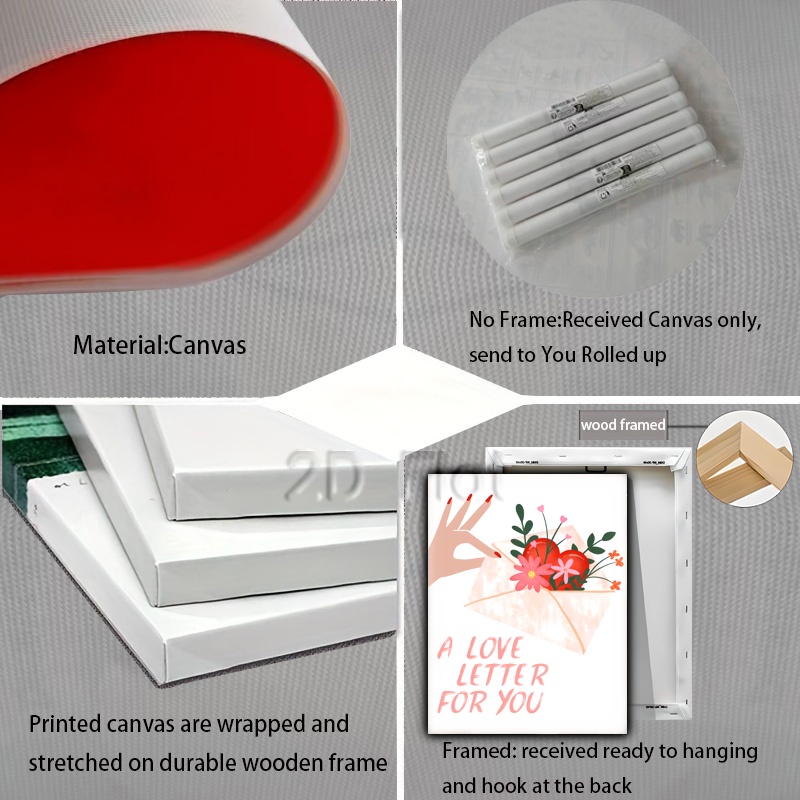 Material:Canvas
No Frame:Received Canvas only,
send to You Rolled up
wood framed
2D Flat
A LOVE
LETTER
FOR YOU
Printed canvas are wrapped and
stretched on durable wooden frame
Framed: received ready to hanging
and hook at the back